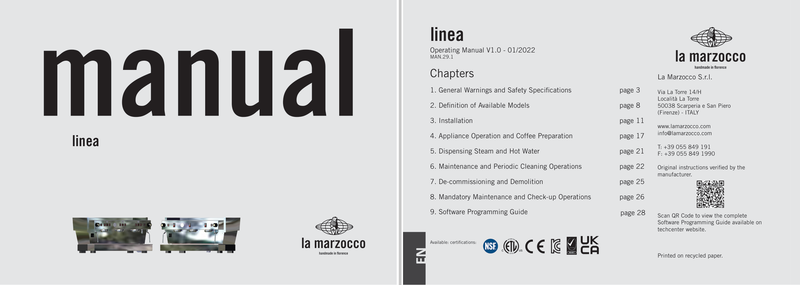 manual
linea
la marzocco
handmade in florence
linea
Operating Manual V1.0 - 01/2022
MAN.29.1
Chapters
1. General Warnings and Safety Specifications page 3
2. Definition of Available Models page 8
3. Installation page 11
4. Appliance Operation and Coffee Preparation page 17
5. Dispensing Steam and Hot Water page 21
6. Maintenance and Periodic Cleaning Operations page 22
7. De-commissioning and Demolition page 25
8. Mandatory Maintenance and Check-up Operations page 26
9. Software Programming Guide page 28
EN
Available: certifications:
NSF
ETL
CE
EAC
UK
CA
la marzocco
handmade in florence
La Marzocco S.r.l.
Via La Torre 14/H
Località La Torre
50038 Scarperia e San Piero
(Firenze) - ITALY
www.lamarzocco.com
info@lamarzocco.com
T: +39 055 849 191
F: +39 055 849 1990
Original instructions verified by the
manufacturer.
Scan QR Code to view the complete
Software Programming Guide available on
techcenter website.
Printed on recycled paper.